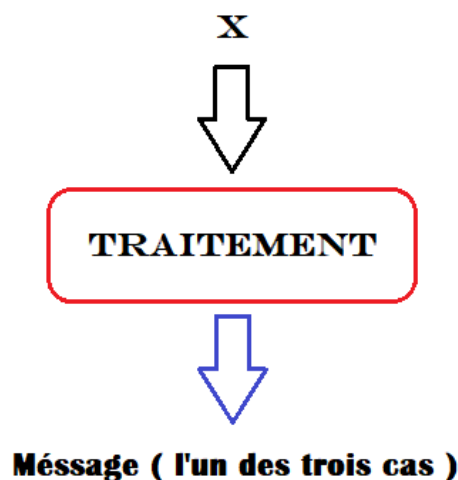 X
TRAITEMENT
Méssage ( l'un des trois cas )